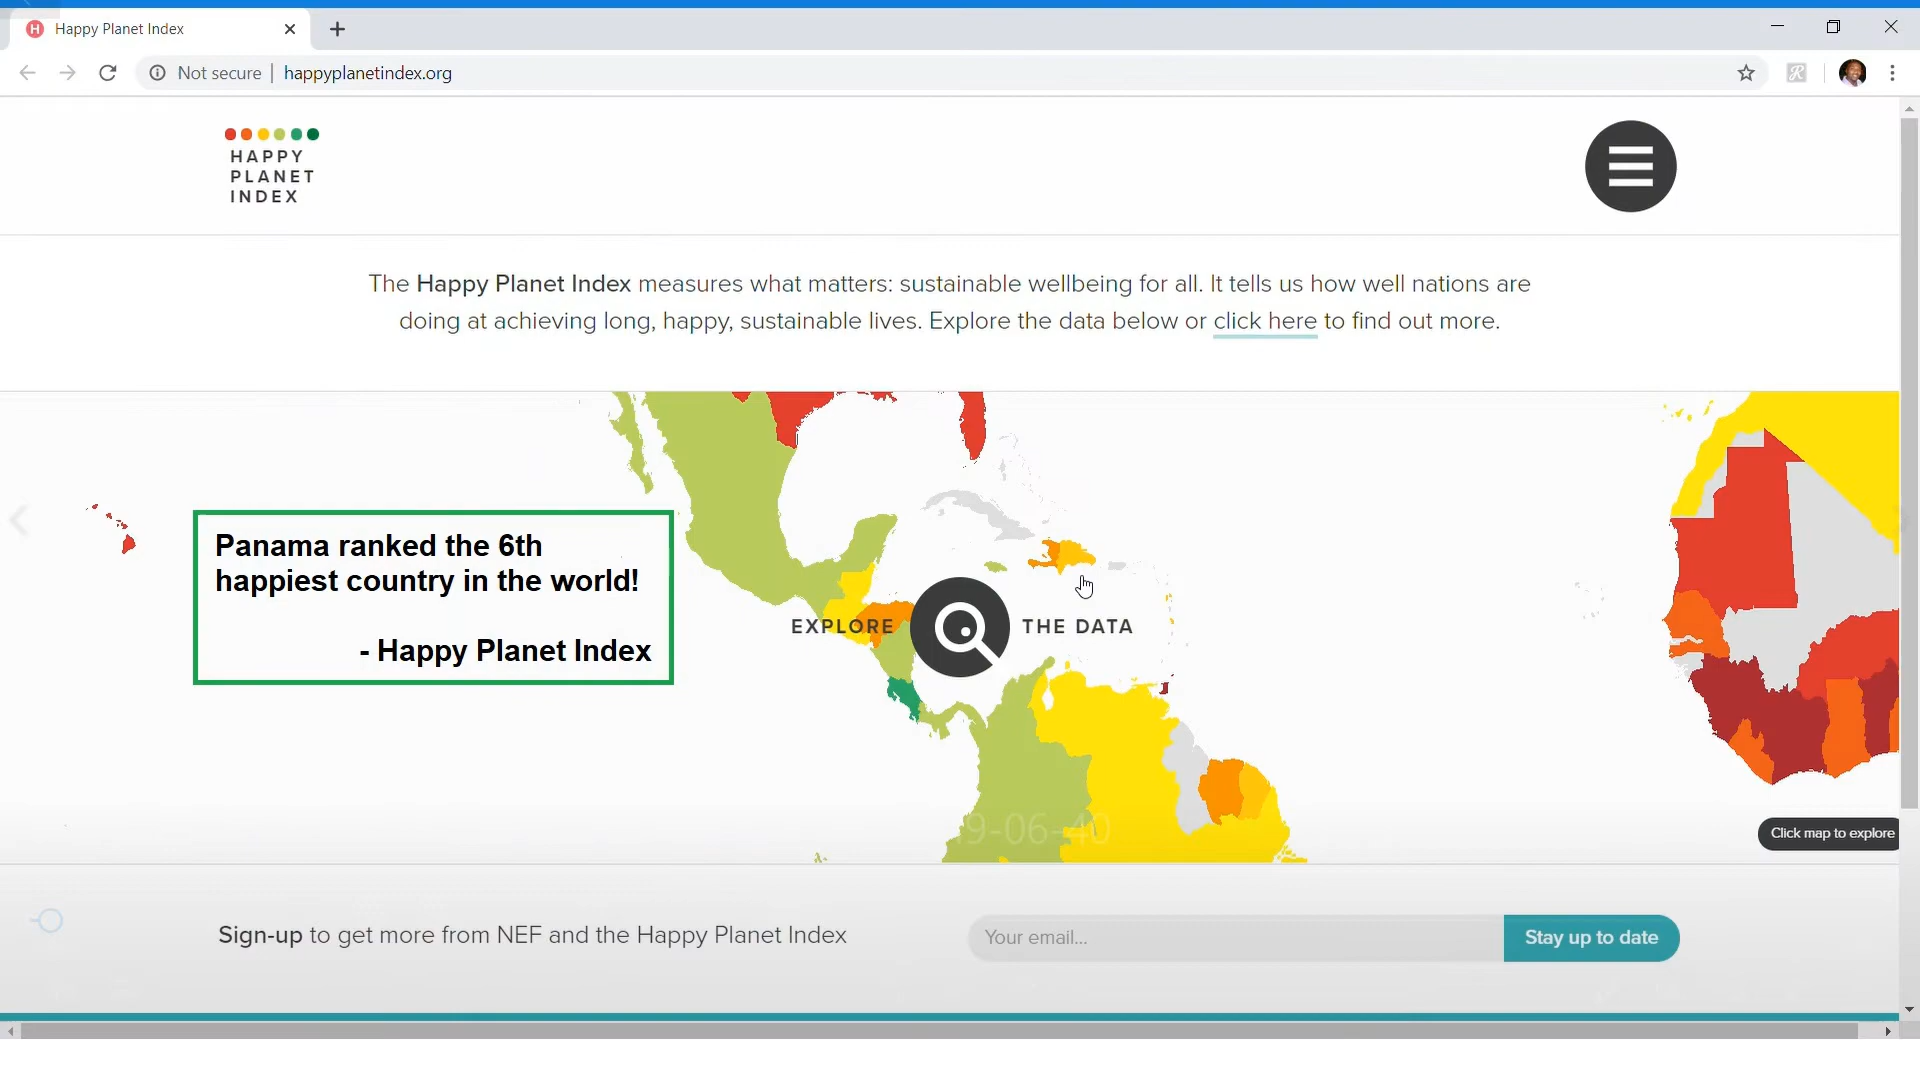 Happy Planet Index
Not secure | happyplanetindex.org
HAPPY
PLANET
INDEX
The Happy Planet Index measures what matters: sustainable wellbeing for all. It tells us how well nations are
doing at achieving long, happy, sustainable lives. Explore the data below or click here to find out more.
Panama ranked the 6th
happiest country in the world!
- Happy Planet Index
EXPLORE THE DATA
9-06-40
Click map to explore
Sign-up to get more from NEF and the Happy Planet Index
Your email...
Stay up to date